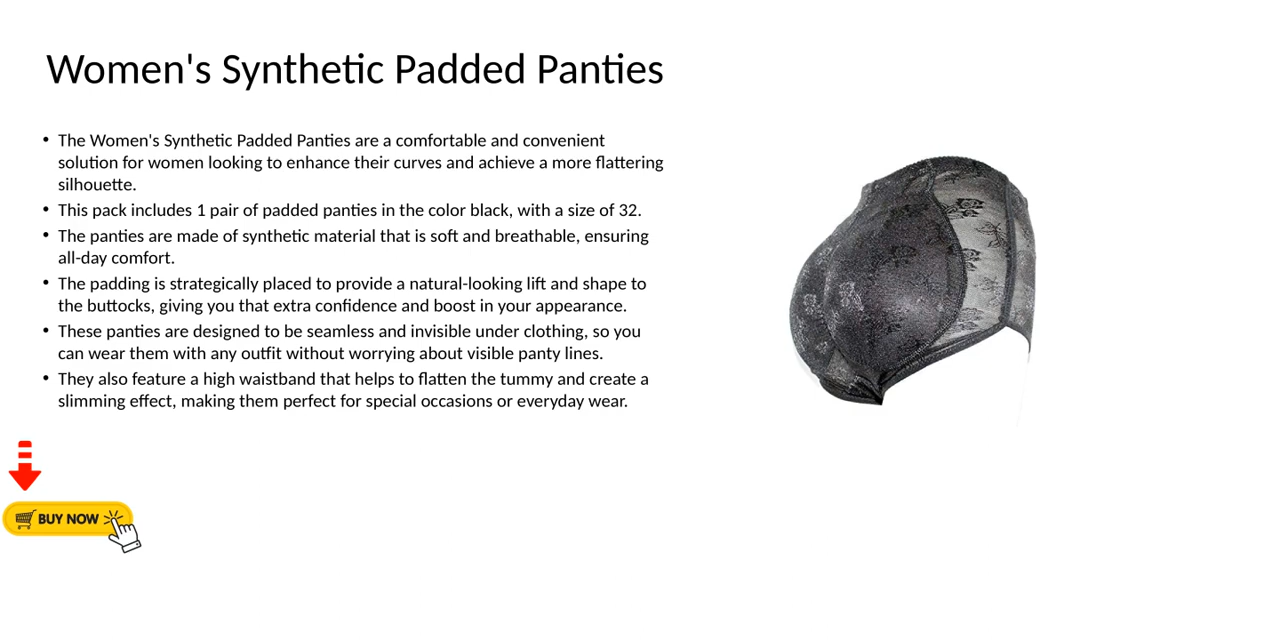 Women's Synthetic Padded Panties
• The Women's Synthetic Padded Panties are a comfortable and convenient
solution for women looking to enhance their curves and achieve a more flattering
silhouette.
• This pack includes 1 pair of padded panties in the color black, with a size of 32.
• The panties are made of synthetic material that is soft and breathable, ensuring
all-day comfort.
• The padding is strategically placed to provide a natural-looking lift and shape to
the buttocks, giving you that extra confidence and boost in your appearance.
• These panties are designed to be seamless and invisible under clothing, so you
can wear them with any outfit without worrying about visible panty lines.
• They also feature a high waistband that helps to flatten the tummy and create a
slimming effect, making them perfect for special occasions or everyday wear.
BUY NOW